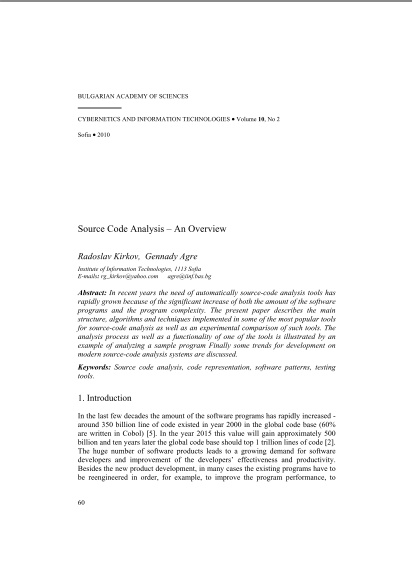 BULGARIAN ACADEMY OF SCIENCES
CYBERNETICS AND INFORMATION TECHNOLOGIES • Volume 10, No 2
Sofia • 2010
Source Code Analysis – An Overview
Radoslav Kirkov, Gennady Agre
Institute of Information Technologies, 1113 Sofia
E-mails: rg_kirkov@yahoo.com agre@iinf.bas.bg
Abstract: In recent years the need of automatically source-code analysis tools has
rapidly grown because of the significant increase of both the amount of the software
programs and the program complexity. The present paper describes the main
structure, algorithms and techniques implemented in some of the most popular tools
for source-code analysis as well as an experimental comparison of such tools. The
analysis process as well as a functionality of one of the tools is illustrated by an
example of analyzing a sample program Finally some trends for development on
modern source-code analysis systems are discussed.
Keywords: Source code analysis, code representation, software patterns, testing
tools.
1. Introduction
In the last few decades the amount of the software programs has rapidly increased -
around 350 billion line of code existed in year 2000 in the global code base (60%
are written in Cobol) [5]. In the year 2015 this value will gain approximately 500
billion and ten years later the global code base should top 1 trillion lines of code [2].
The huge number of software products leads to a growing demand for software
developers and improvement of the developers' effectiveness and productivity.
Besides the new product development, in many cases the existing programs have to
be reengineered in order, for example, to improve the program performance, to
60